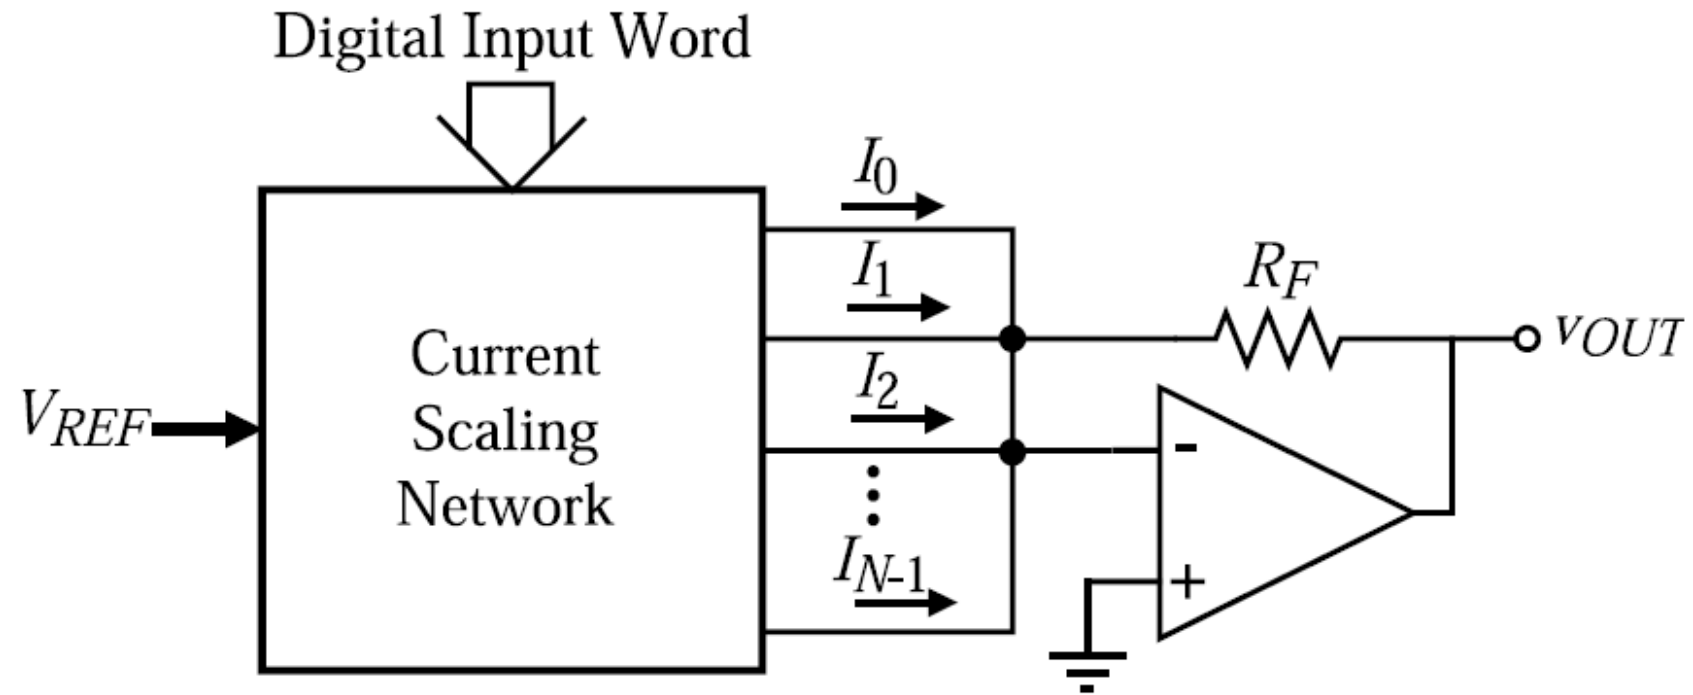 Digital Input Word
I0
I1
I2
IN-1
Current
Scaling
Network
VREF
RF
vOUT
-
+